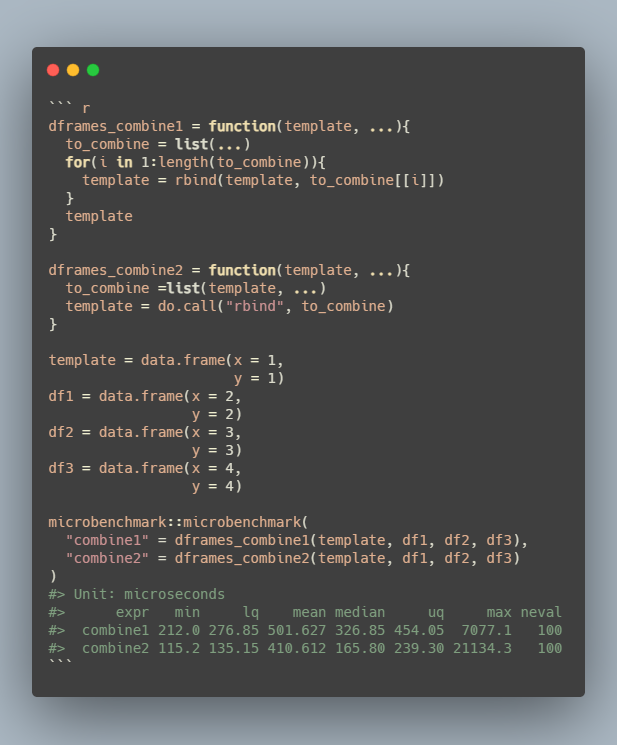 ``` r
dframes_combine1 = function(template, ...){
  to_combine = list(...)
  for(i in 1:length(to_combine)){
    template = rbind(template, to_combine[[i]])
  }
  template
}

dframes_combine2 = function(template, ...){
  to_combine =list(template, ...)
  template = do.call("rbind", to_combine)
}

template = data.frame(x = 1,
                      y = 1)
df1 = data.frame(x = 2,
                 y = 2)
df2 = data.frame(x = 3,
                 y = 3)
df3 = data.frame(x = 4,
                 y = 4)

microbenchmark::microbenchmark(
  "combine1" = dframes_combine1(template, df1, df2, df3),
  "combine2" = dframes_combine2(template, df1, df2, df3)
)
#> Unit: microseconds
#>      expr   min     lq    mean median     uq     max neval
#>  combine1 212.0 276.85 501.627 326.85 454.05  7077.1   100
#>  combine2 115.2 135.15 410.612 165.80 239.30 21134.3   100
```